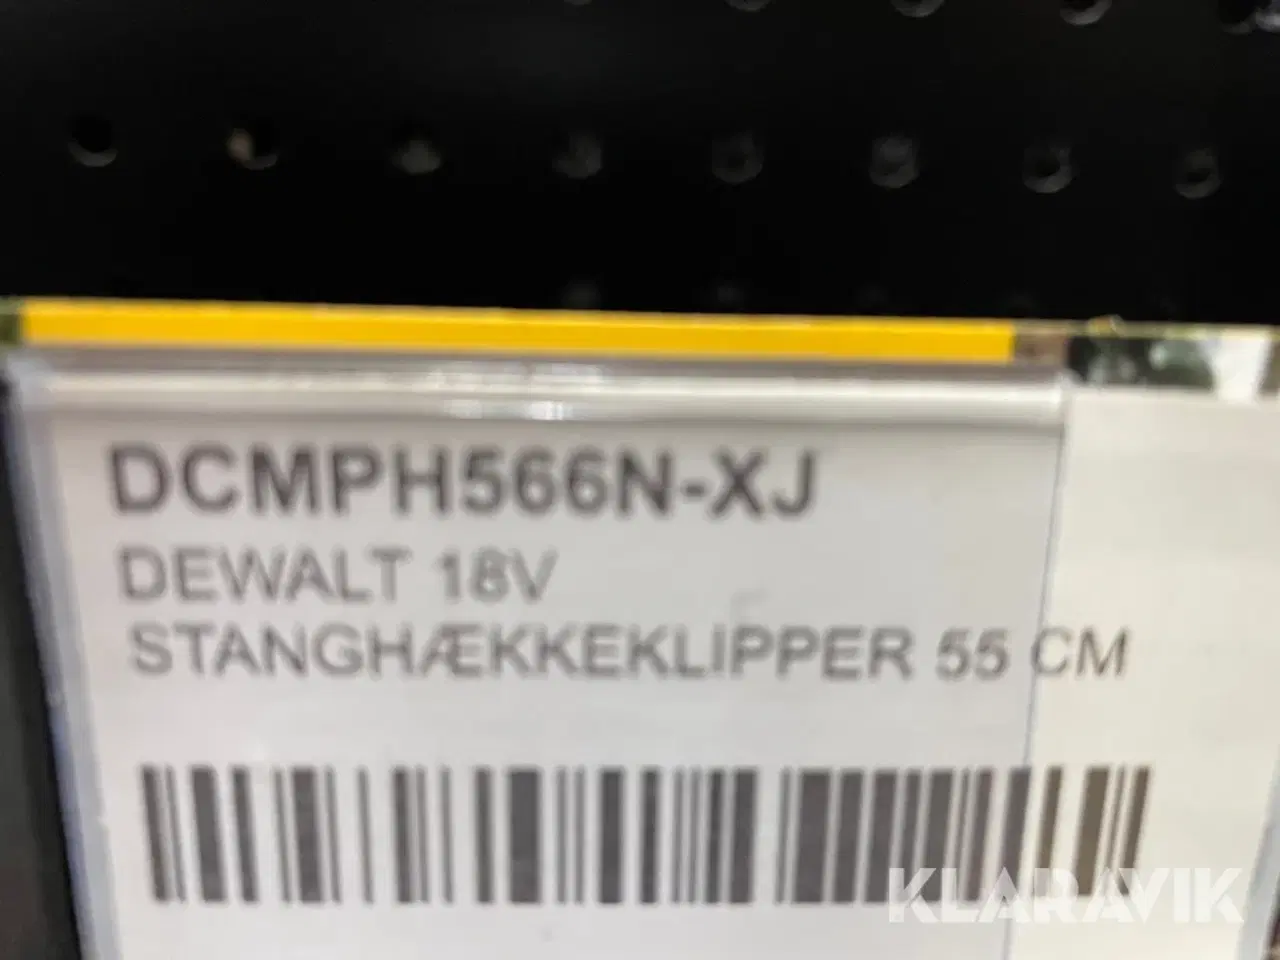 DCMPH566N-XJ
DEWALT 18V
STANGHÆKKEKLIPPER 55 CM
KLARAVIK